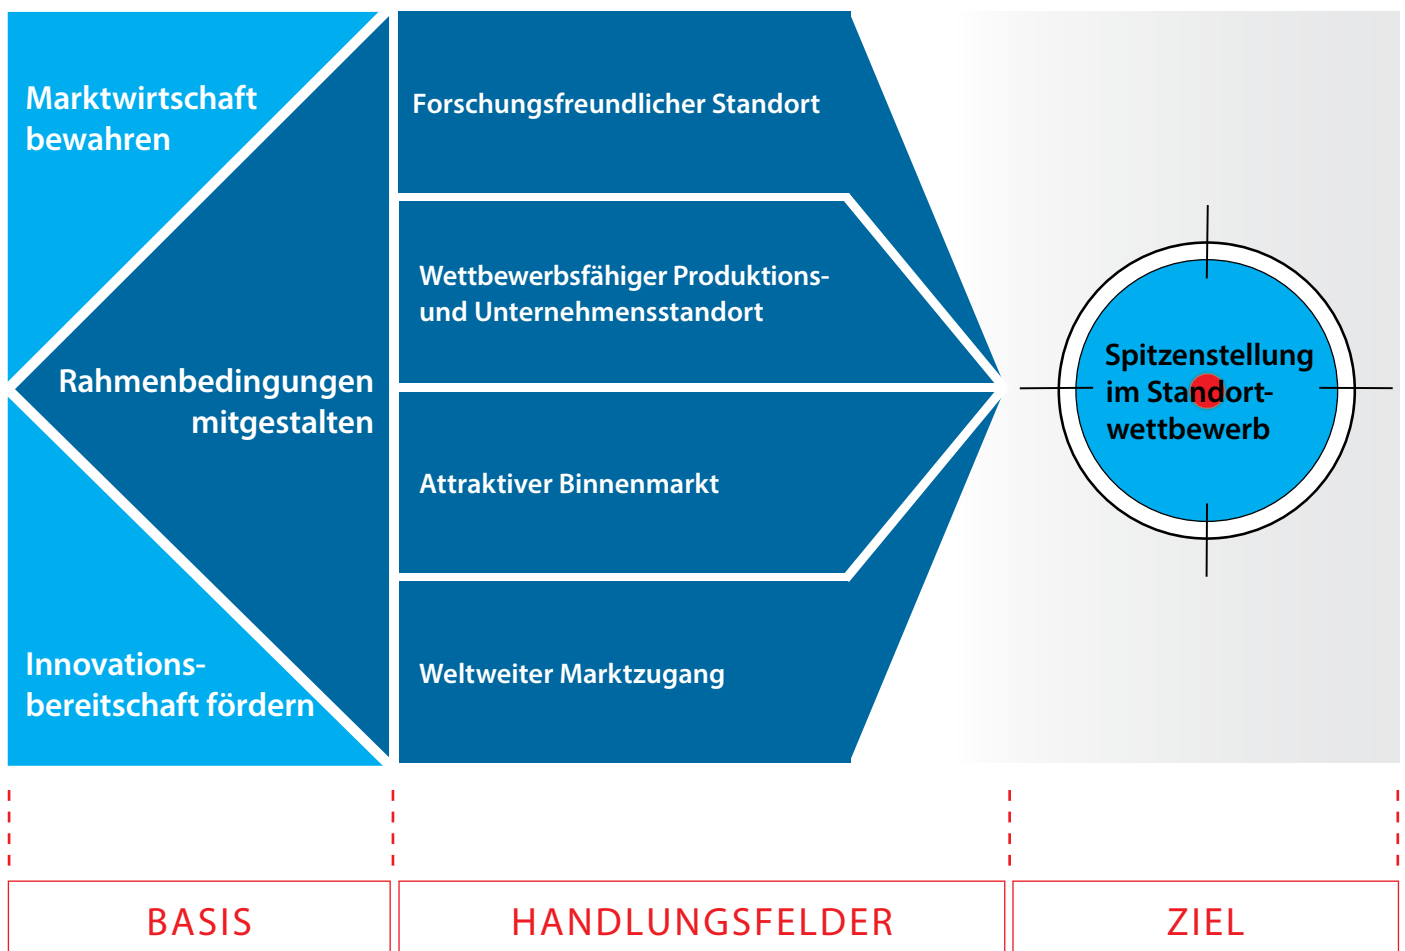 Marktwirtschaft
bewahren
Rahmenbedingungen
mitgestalten
Innovations-
bereitschaft fördern
Forschungsfreundlicher Standort
Wettbewerbsfähiger Produktions-
und Unternehmensstandort
Attraktiver Binnenmarkt
Weltweiter Marktzugang
Spitzenstellung
im Standort-
wettbewerb
BASIS
HANDLUNGSFELDER
ZIEL